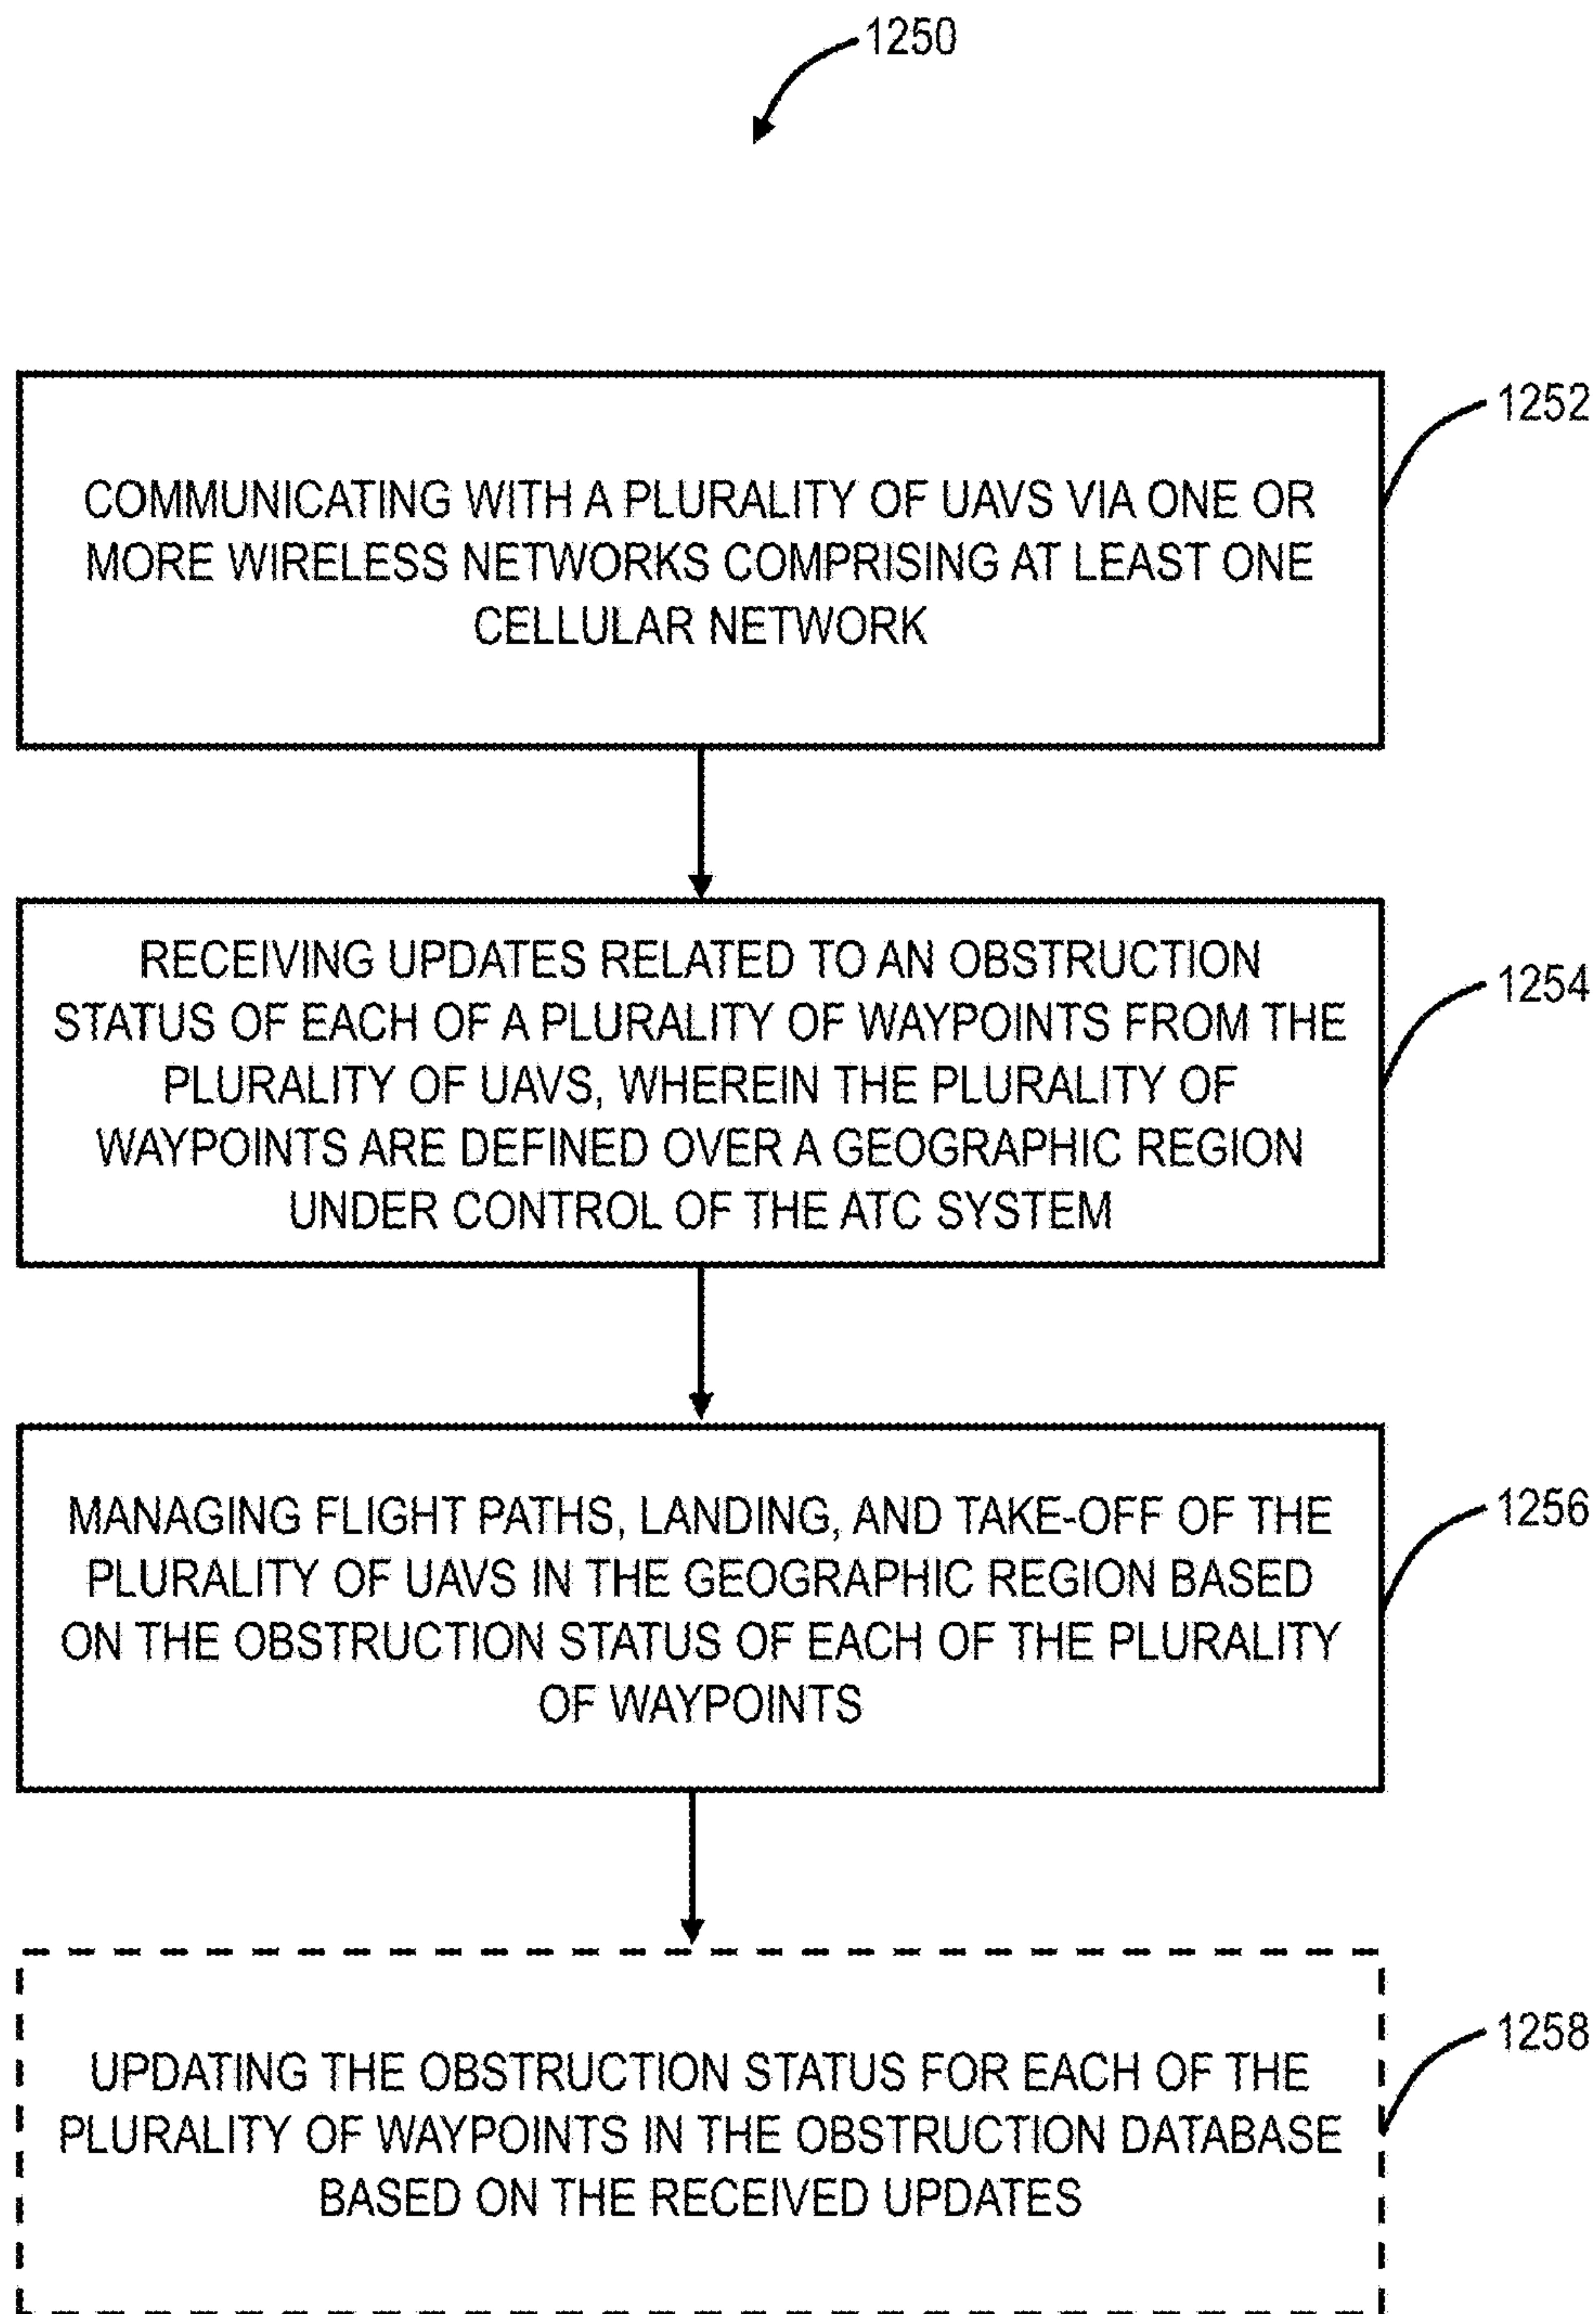 1250
1252
COMMUNICATING WITH A PLURALITY OF UAVS VIA ONE OR
MORE WIRELESS NETWORKS COMPRISING AT LEAST ONE
CELLULAR NETWORK
1254
RECEIVING UPDATES RELATED TO AN OBSTRUCTION
STATUS OF EACH OF A PLURALITY OF WAYPOINTS FROM THE
PLURALITY OF UAVS, WHEREIN THE PLURALITY OF
WAYPOINTS ARE DEFINED OVER A GEOGRAPHIC REGION
UNDER CONTROL OF THE ATC SYSTEM
1256
MANAGING FLIGHT PATHS, LANDING, AND TAKE-OFF OF THE
PLURALITY OF UAVS IN THE GEOGRAPHIC REGION BASED
ON THE OBSTRUCTION STATUS OF EACH OF THE PLURALITY
OF WAYPOINTS
1258
UPDATING THE OBSTRUCTION STATUS FOR EACH OF THE
PLURALITY OF WAYPOINTS IN THE OBSTRUCTION DATABASE
BASED ON THE RECEIVED UPDATES